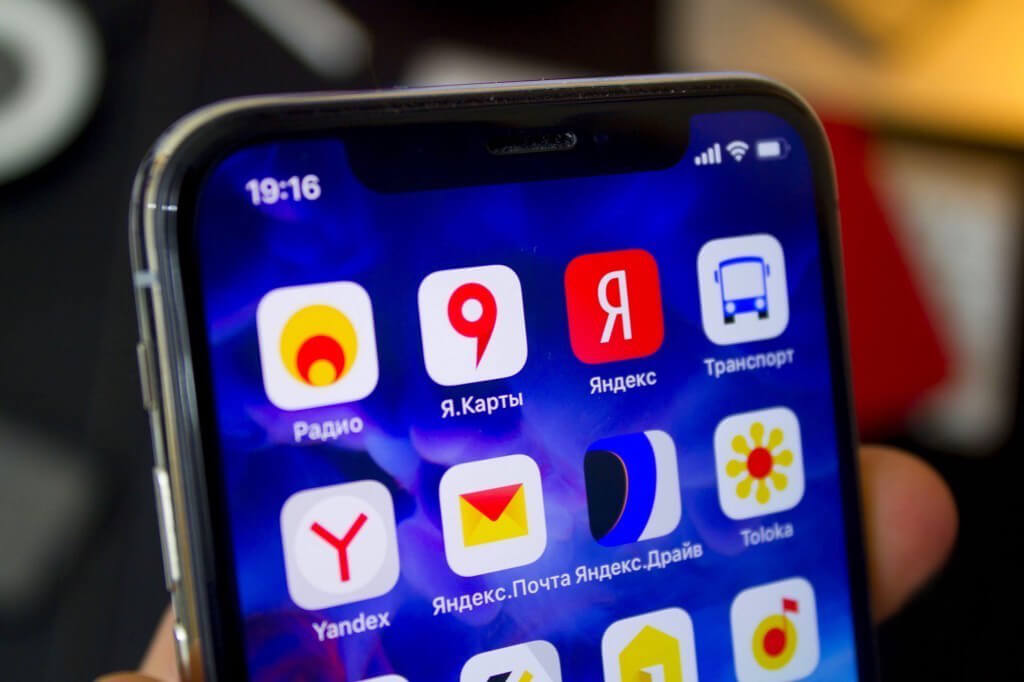 19:16
Я
Радио
Я.Карты
Яндекс
Транспорт
Y
Yandex
Яндекс.Почта
Яндекс.Драйв
Toloka